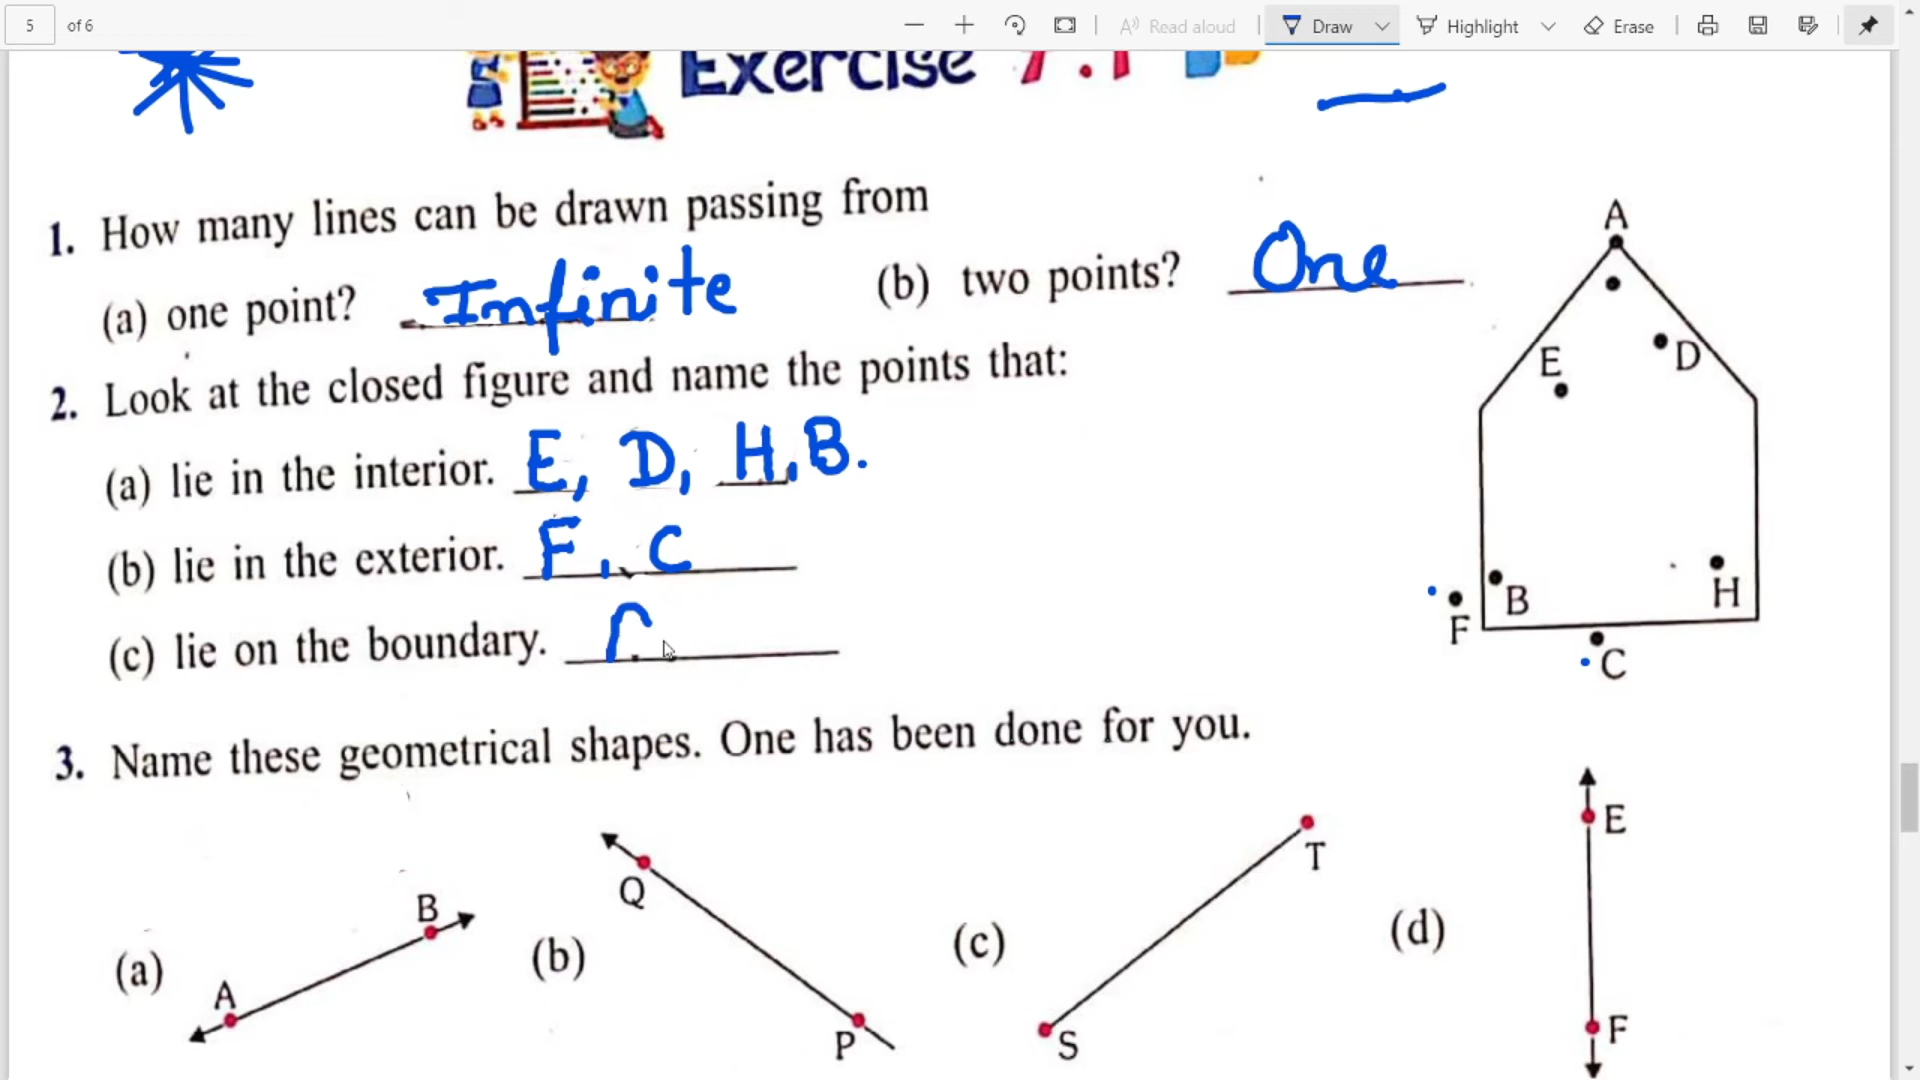 5 of 6 Read aloud Draw Highlight Erase
Exercise 7.1
1. How many lines can be drawn passing from
(a) one point? Infinite (b) two points? One
2. Look at the closed figure and name the points that:
(a) lie in the interior. E, D, H, B.
(b) lie in the exterior. F, C
(c) lie on the boundary.
A
E
D
B
H
F
C
3. Name these geometrical shapes. One has been done for you.
(a) A B
(b) Q P
(c) T S
(d) E F